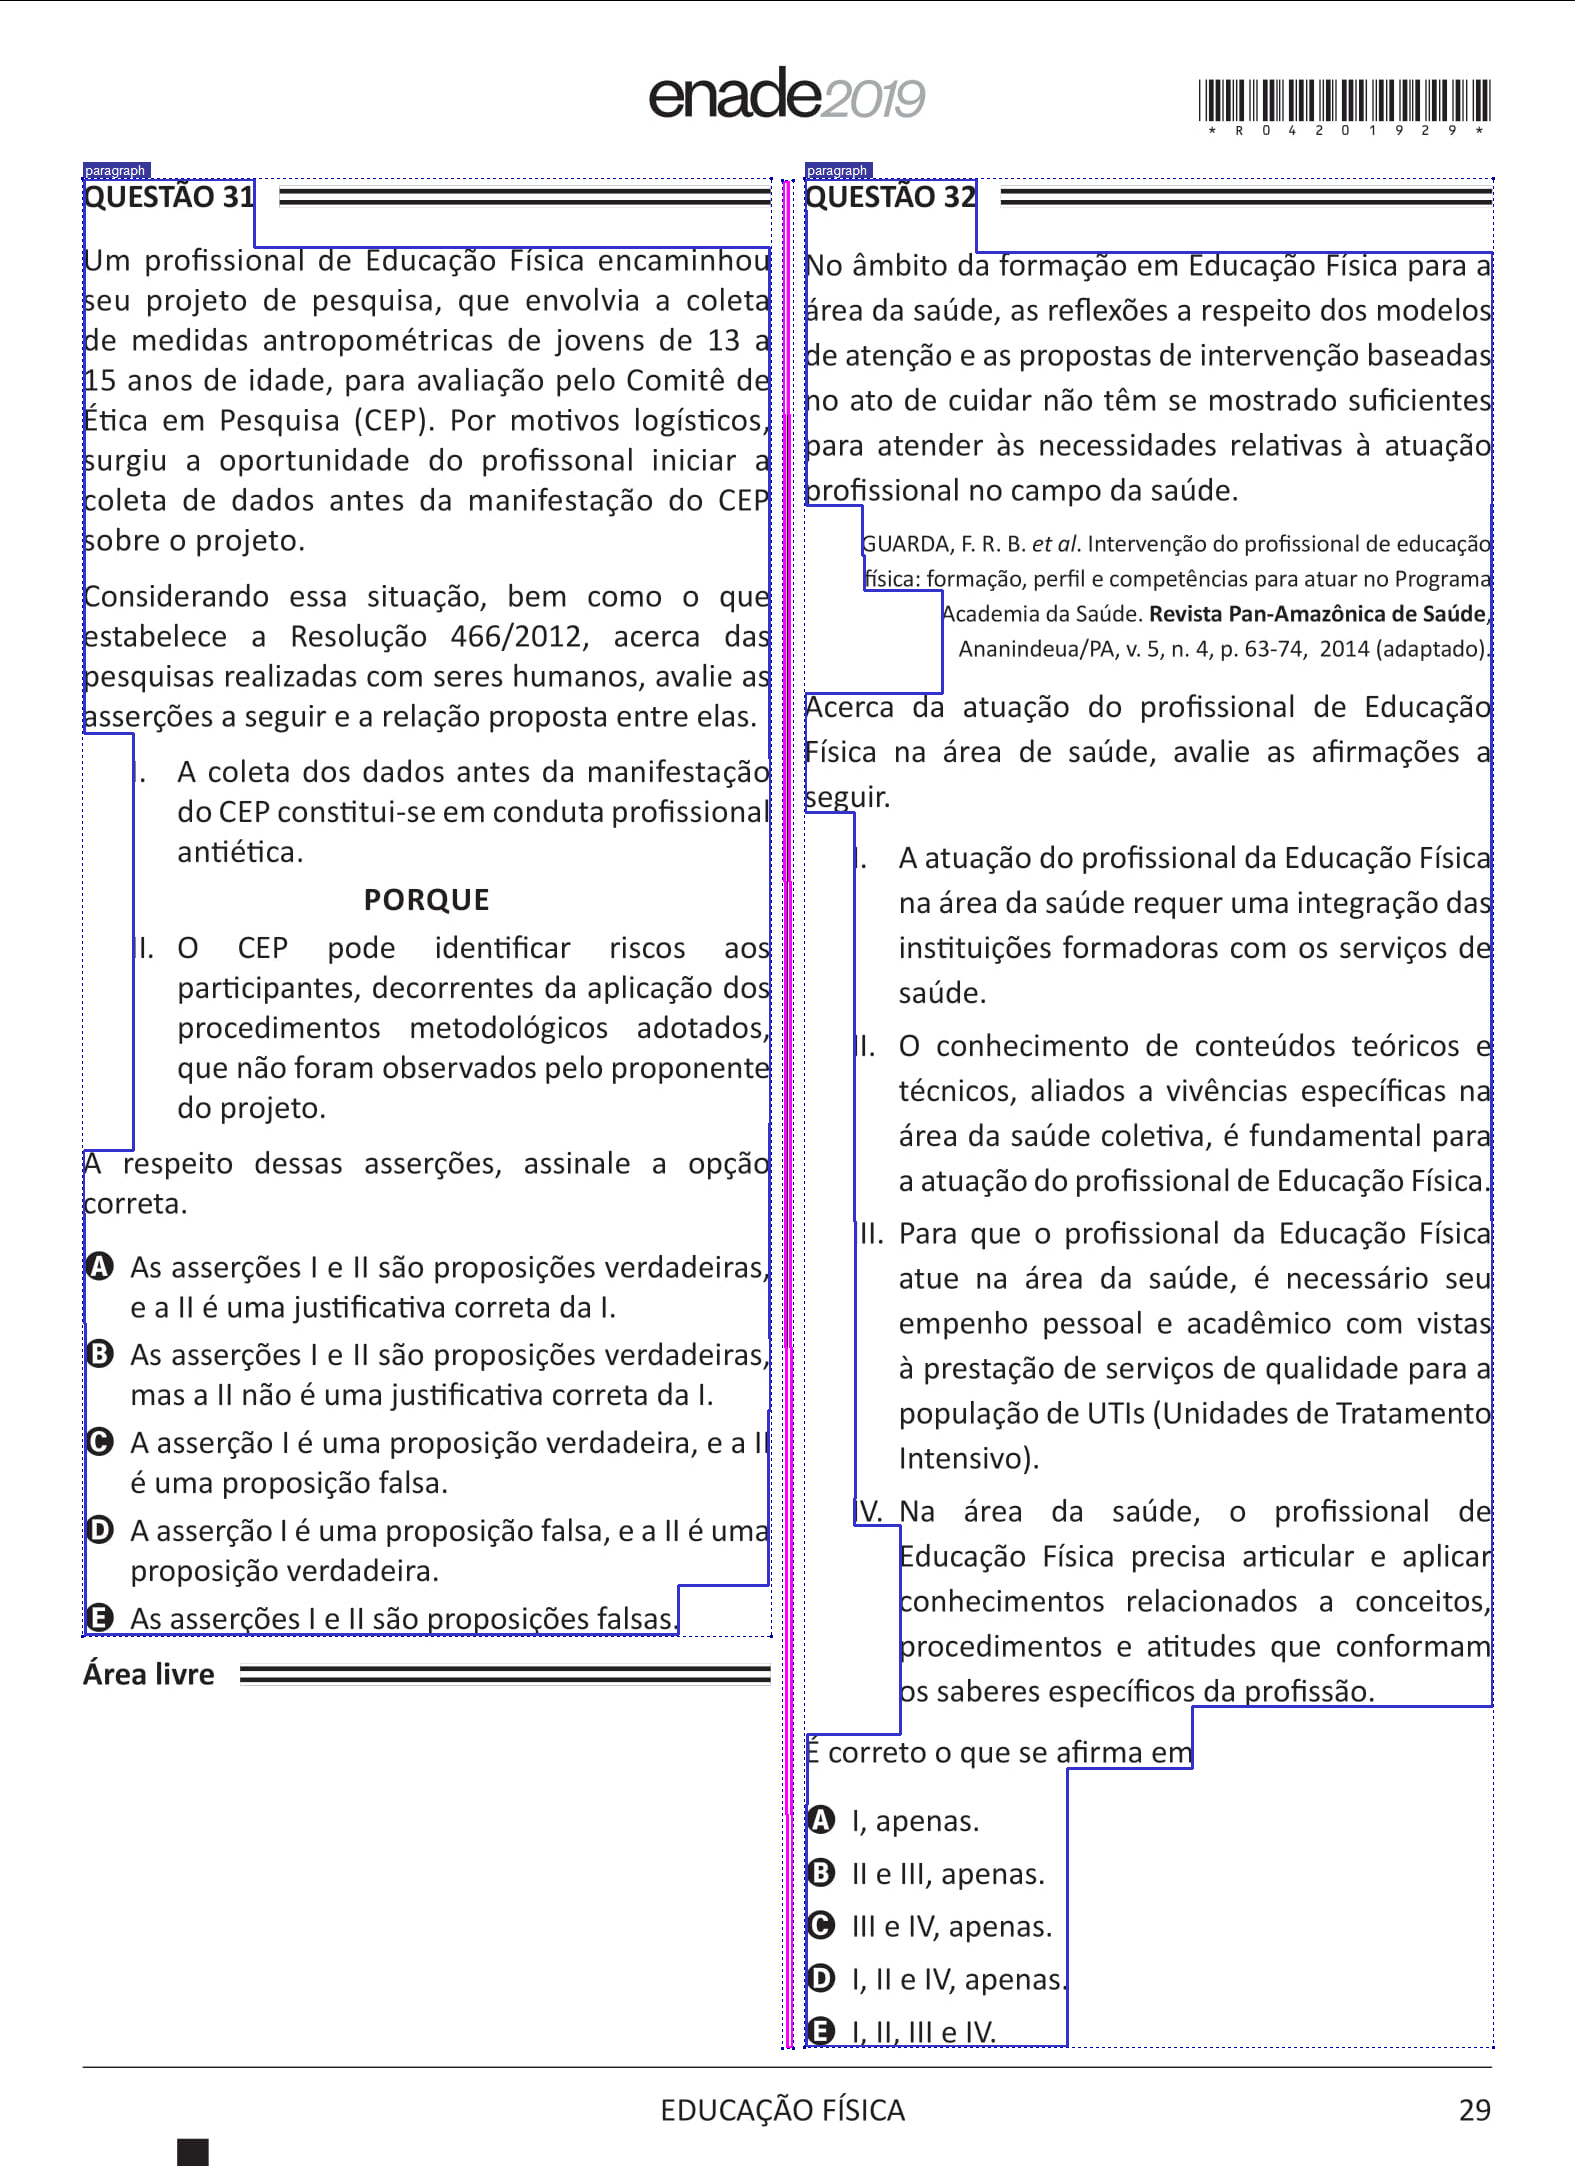 enade2019
*R04201929*
paragraph
QUESTÃO 31
Um profissional de Educação Física encaminhou
seu projeto de pesquisa, que envolvia a coleta
de medidas antropométricas de jovens de 13 a
15 anos de idade, para avaliação pelo Comitê de
Ética em Pesquisa (CEP). Por motivos logísticos,
surgiu a oportunidade do profissonal iniciar a
coleta de dados antes da manifestação do CEP
sobre o projeto.
Considerando essa situação, bem como o que
estabelece a Resolução 466/2012, acerca das
pesquisas realizadas com seres humanos, avalie as
asserções a seguir e a relação proposta entre elas.
I. A coleta dos dados antes da manifestação
do CEP constitui-se em conduta profissional
antiética.
PORQUE
II. O CEP pode identificar riscos aos
participantes, decorrentes da aplicação dos
procedimentos metodológicos adotados,
que não foram observados pelo proponente
do projeto.
A respeito dessas asserções, assinale a opção
correta.
A As asserções I e II são proposições verdadeiras,
e a II é uma justificativa correta da I.
B As asserções I e II são proposições verdadeiras,
mas a II não é uma justificativa correta da I.
C A asserção I é uma proposição verdadeira, e a II
é uma proposição falsa.
D A asserção I é uma proposição falsa, e a II é uma
proposição verdadeira.
E As asserções I e II são proposições falsas.
Área livre
paragraph
QUESTÃO 32
No âmbito da formação em Educação Física para a
área da saúde, as reflexões a respeito dos modelos
de atenção e as propostas de intervenção baseadas
no ato de cuidar não têm se mostrado suficientes
para atender às necessidades relativas à atuação
profissional no campo da saúde.
GUARDA, F. R. B. et al. Intervenção do profissional de educação
física: formação, perfil e competências para atuar no Programa
Academia da Saúde. Revista Pan-Amazônica de Saúde,
Ananindeua/PA, v. 5, n. 4, p. 63-74, 2014 (adaptado).
Acerca da atuação do profissional de Educação
Física na área de saúde, avalie as afirmações a
seguir.
I. A atuação do profissional da Educação Física
na área da saúde requer uma integração das
instituições formadoras com os serviços de
saúde.
II. O conhecimento de conteúdos teóricos e
técnicos, aliados a vivências específicas na
área da saúde coletiva, é fundamental para
a atuação do profissional de Educação Física.
III. Para que o profissional da Educação Física
atue na área da saúde, é necessário seu
empenho pessoal e acadêmico com vistas
à prestação de serviços de qualidade para a
população de UTIs (Unidades de Tratamento
Intensivo).
IV. Na área da saúde, o profissional de
Educação Física precisa articular e aplicar
conhecimentos relacionados a conceitos,
procedimentos e atitudes que conformam
os saberes específicos da profissão.
É correto o que se afirma em
A I, apenas.
B II e III, apenas.
C III e IV, apenas.
D I, II e IV, apenas.
E I, II, III e IV.
EDUCAÇÃO FÍSICA
29